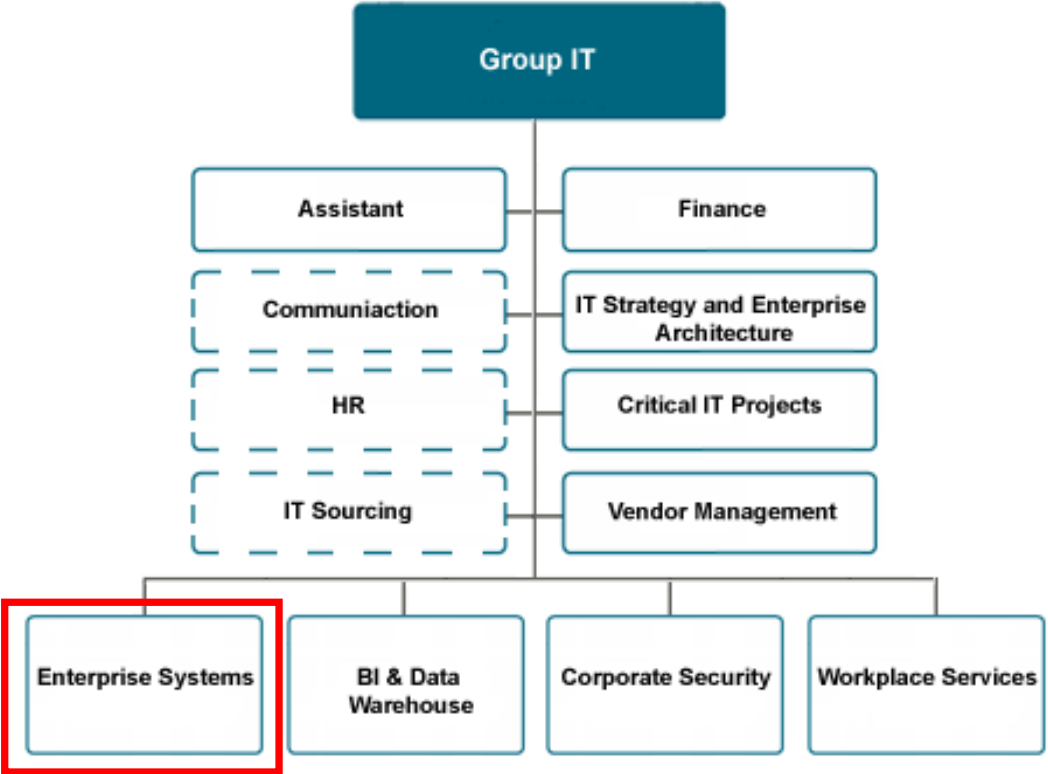 Group IT
Assistant
Finance
Communiaction
IT Strategy and Enterprise
Architecture
HR
Critical IT Projects
IT Sourcing
Vendor Management
Enterprise Systems
BI & Data
Warehouse
Corporate Security
Workplace Services